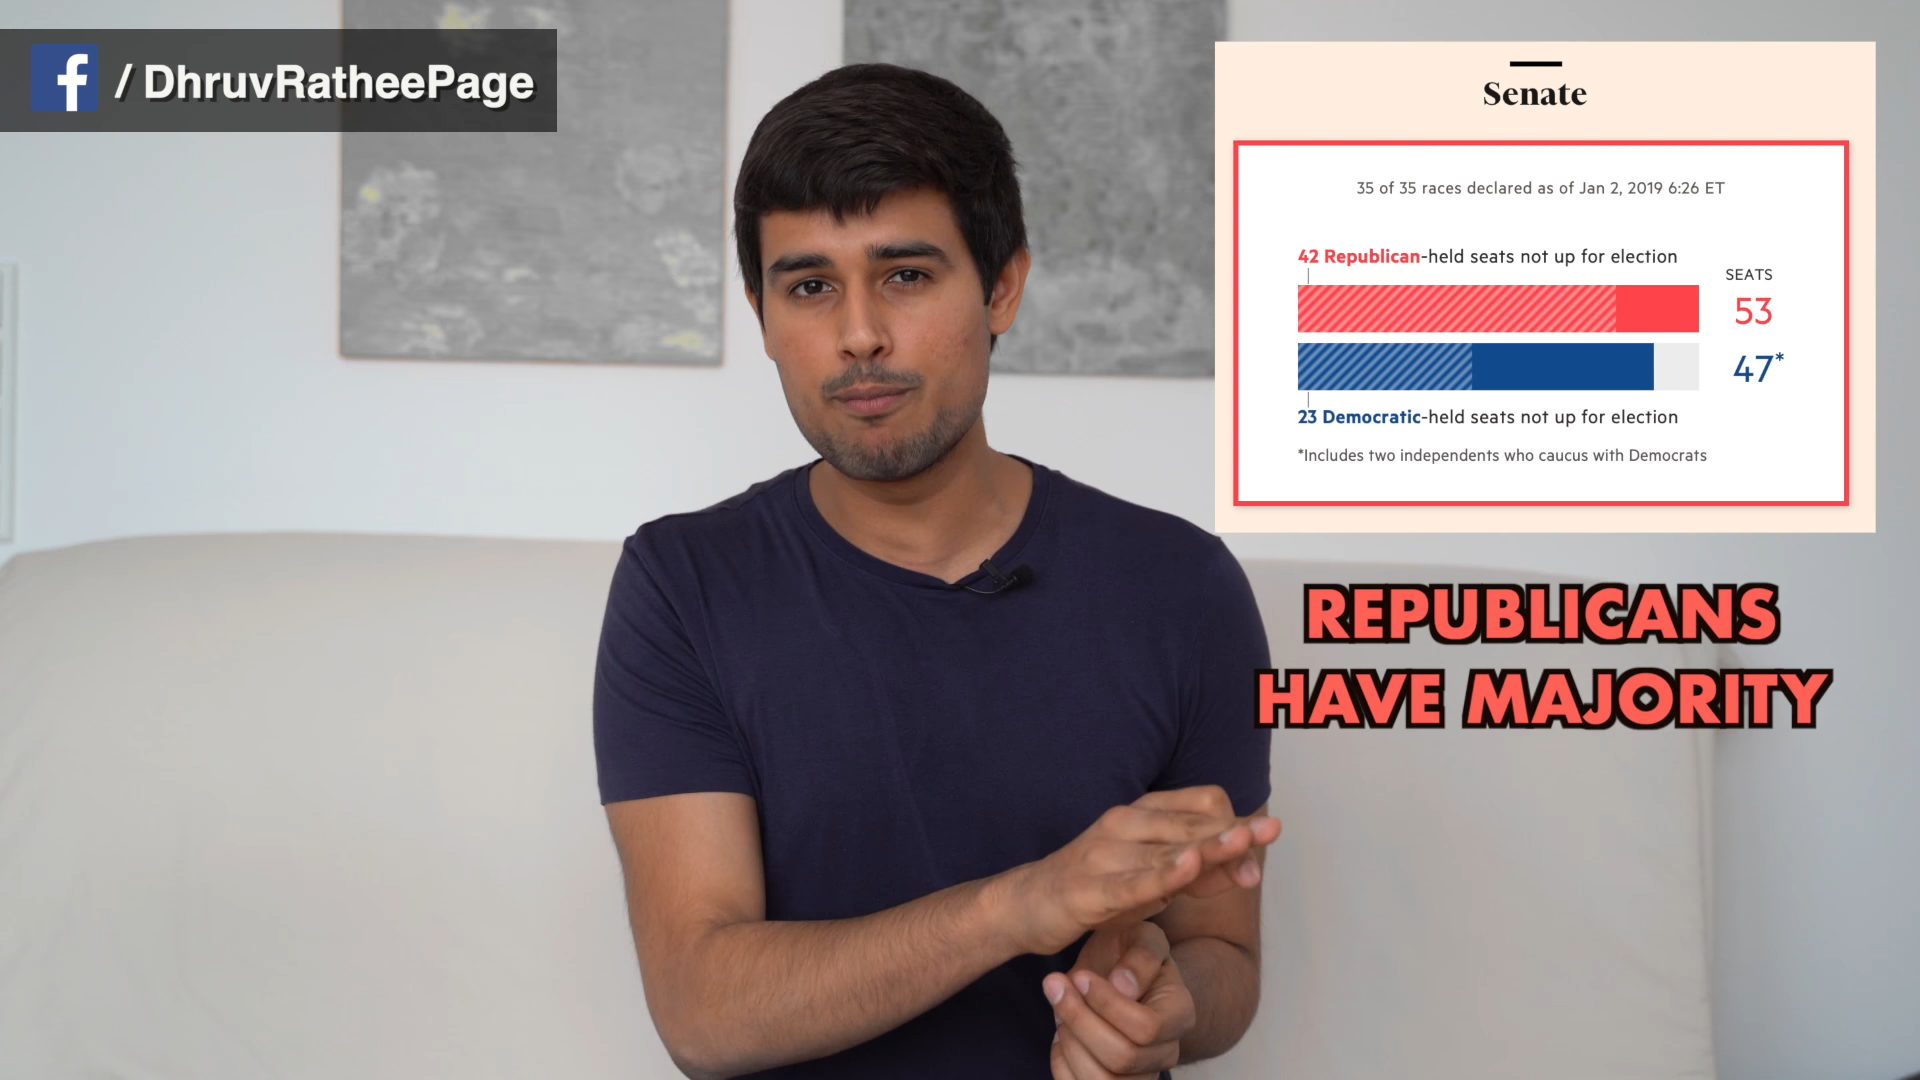 f / DhruvRatheePage
Senate
35 of 35 races declared as of Jan 2, 2019 6:26 ET
42 Republican-held seats not up for election
SEATS
53
47*
23 Democratic-held seats not up for election
*Includes two independents who caucus with Democrats
REPUBLICANS
HAVE MAJORITY